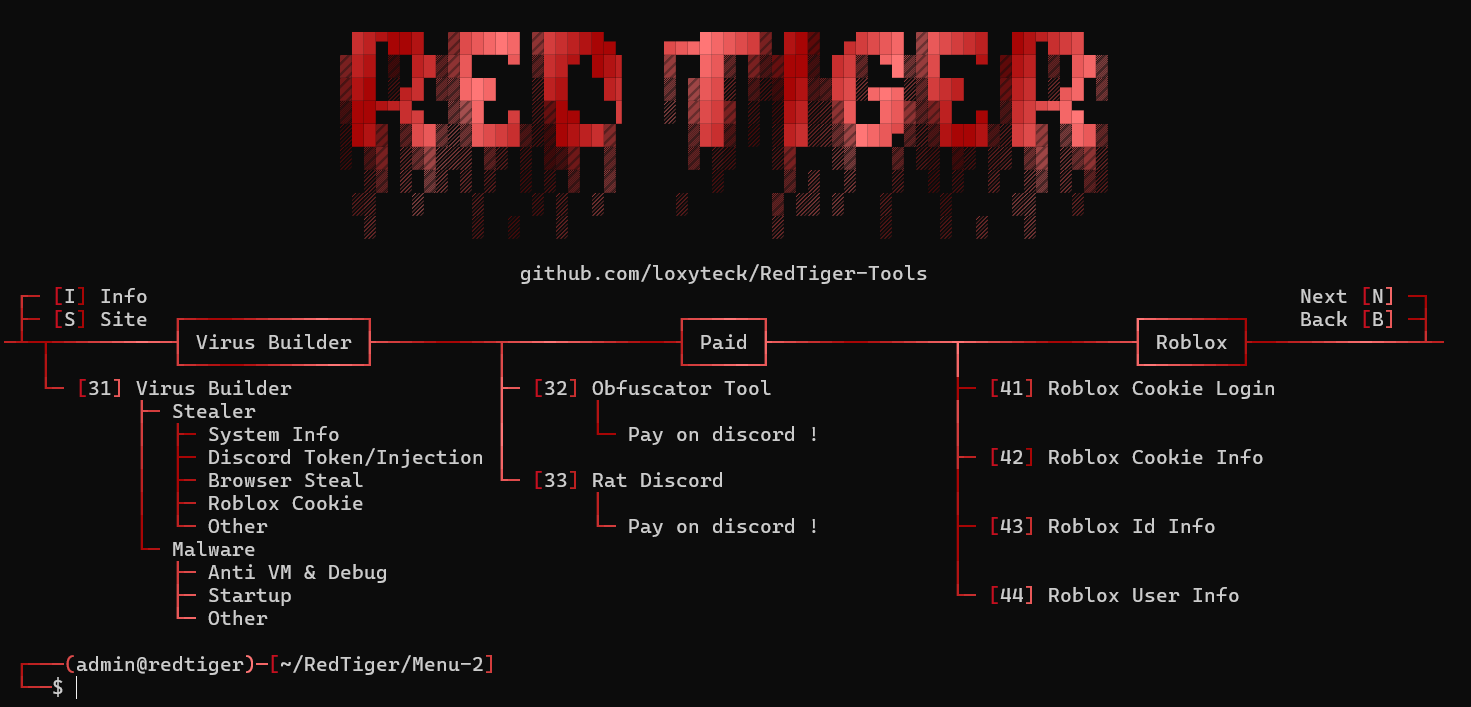 RED TIGER
github.com/loxyteck/RedTiger-Tools
[I] Info
Next [N]
[S] Site
Back [B]
Virus Builder
Paid
Roblox
[31] Virus Builder
[32] Obfuscator Tool
[41] Roblox Cookie Login
Stealer
System Info
Pay on discord !
Discord Token/Injection
[42] Roblox Cookie Info
Browser Steal
[33] Rat Discord
Roblox Cookie
Other
Pay on discord !
[43] Roblox Id Info
Malware
Anti VM & Debug
Startup
[44] Roblox User Info
Other
(admin@redtiger)-[~/RedTiger/Menu-2]
$